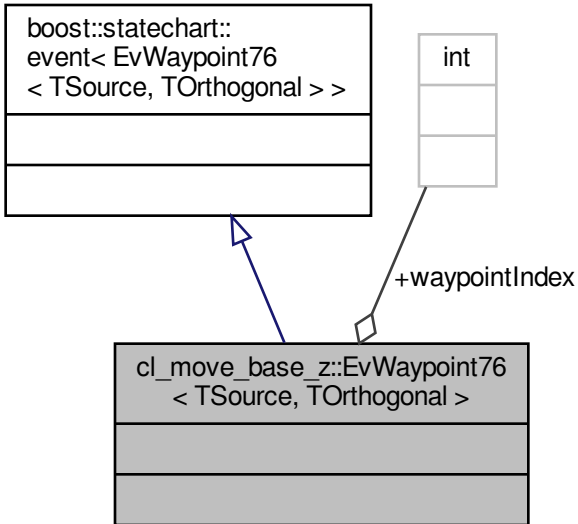 boost::statechart::
event< EvWaypoint76
< TSource, TOrthogonal > >
int
+waypointIndex
cl_move_base_z::EvWaypoint76
< TSource, TOrthogonal >